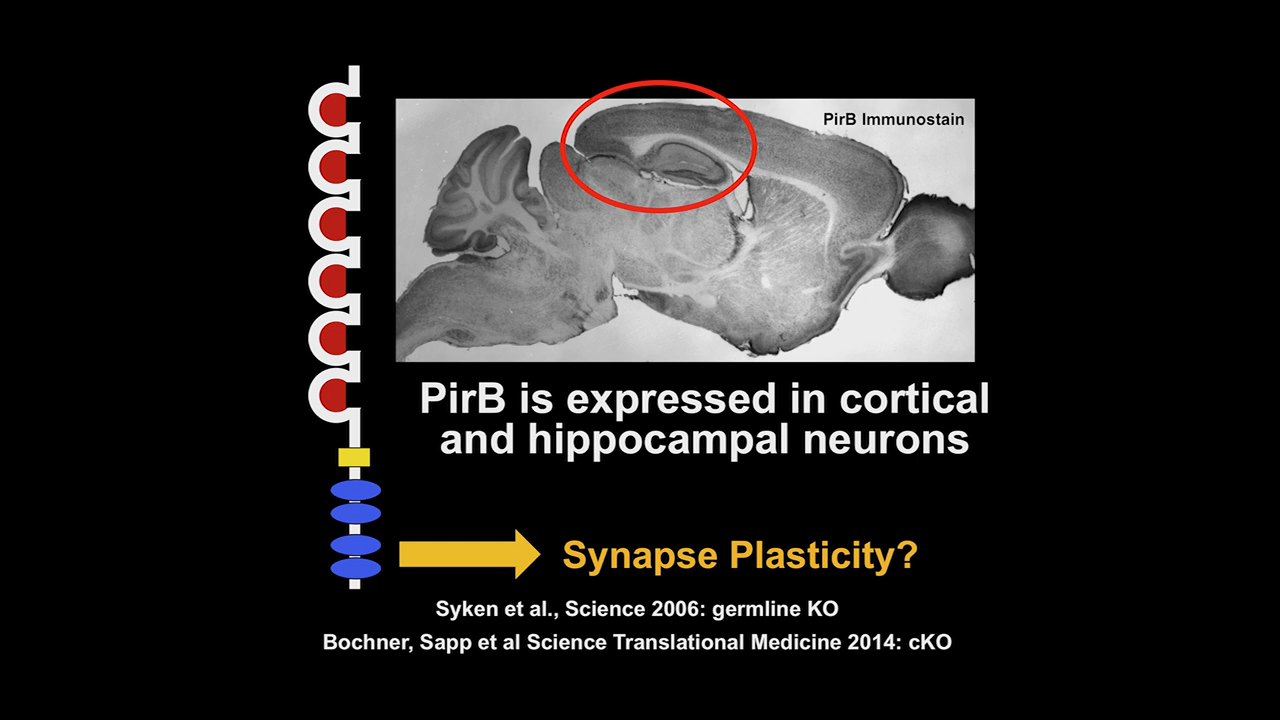 PirB Immunostain
PirB is expressed in cortical
and hippocampal neurons
Synapse Plasticity?
Syken et al., Science 2006: germline KO
Bochner, Sapp et al Science Translational Medicine 2014: cKO